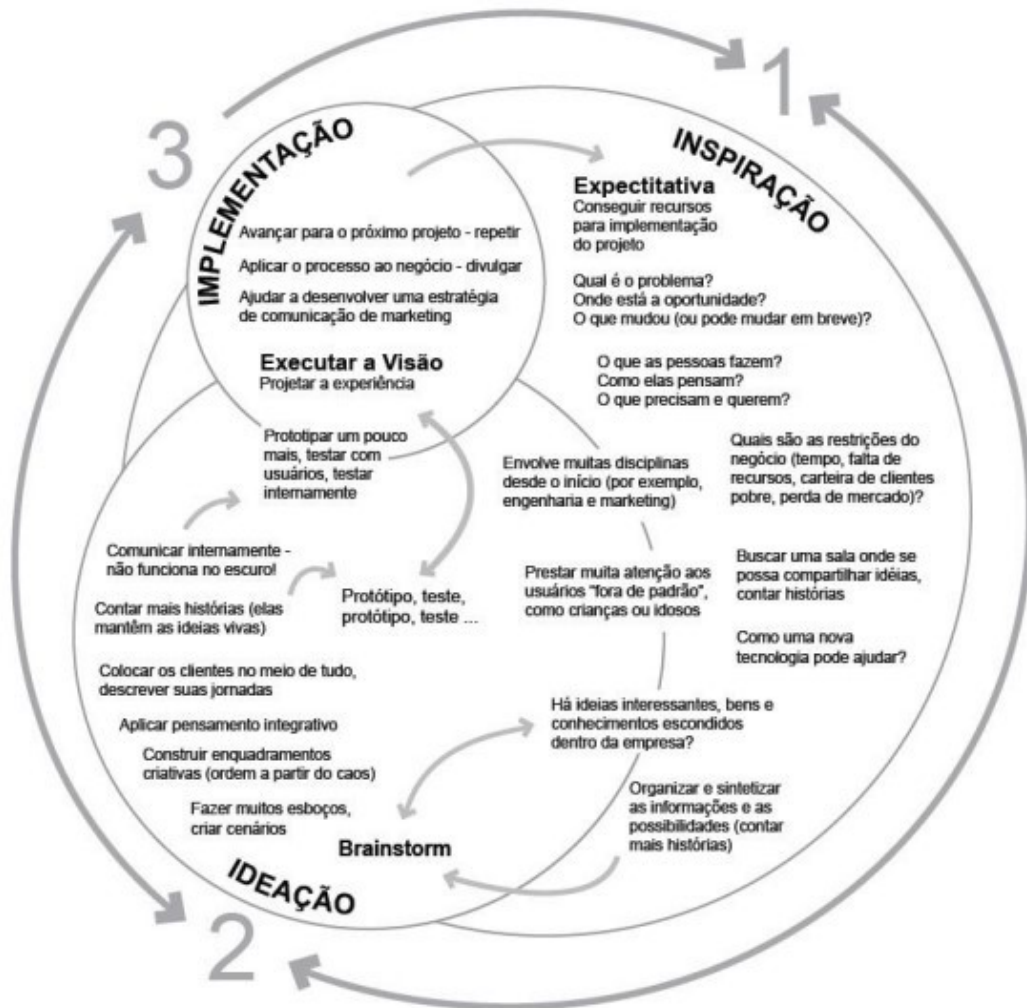 1
INSPIRAÇÃO
Expectitativa
Conseguir recursos
para implementação
do projeto
Qual é o problema?
Onde está a oportunidade?
O que mudou (ou pode mudar em breve)?
O que as pessoas fazem?
Como elas pensam?
O que precisam e querem?
Quais são as restrições do
negócio (tempo, falta de
recursos, carteira de clientes
pobre, perda de mercado)?
Envolve muitas disciplinas
desde o início (por exemplo,
engenharia e marketing)
Buscar uma sala onde se
possa compartilhar idéias,
contar histórias
Prestar muita atenção aos
usuários "fora de padrão",
como crianças ou idosos
Como uma nova
tecnologia pode ajudar?
Há ideias interessantes, bens e
conhecimentos escondidos
dentro da empresa?
Organizar e sintetizar
as informações e as
possibilidades (contar
mais histórias)
2
IDEAÇÃO
Brainstorm
Fazer muitos esboços,
criar cenários
Construir enquadramentos
criativas (ordem a partir do caos)
Aplicar pensamento integrativo
Colocar os clientes no meio de tudo,
descrever suas jornadas
Contar mais histórias (elas
mantêm as ideias vivas)
Protótipo, teste,
protótipo, teste ...
Comunicar internamente -
não funciona no escuro!
Prototipar um pouco
mais, testar com
usuários, testar
internamente
3
IMPLEMENTAÇÃO
Executar a Visão
Projetar a experiência
Ajudar a desenvolver uma estratégia
de comunicação de marketing
Aplicar o processo ao negócio - divulgar
Avançar para o próximo projeto - repetir